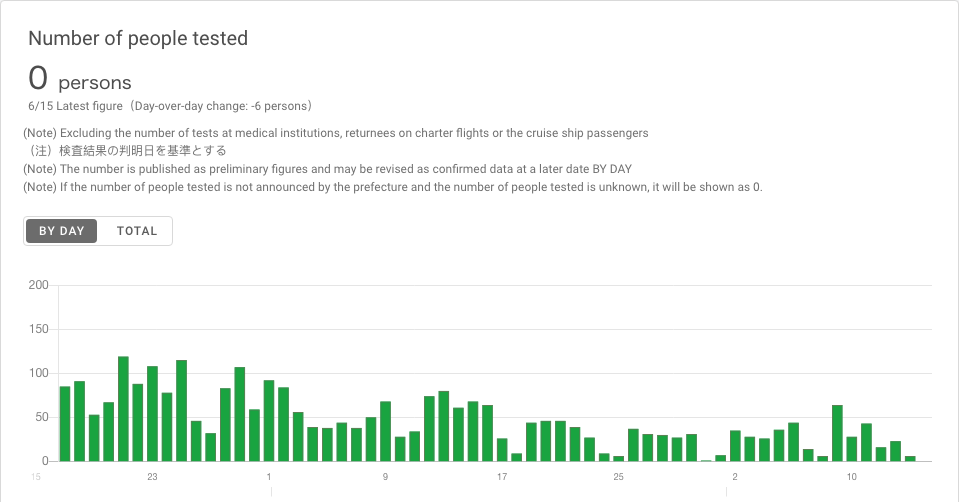 Number of people tested
0 persons
6/15 Latest figure（Day-over-day change: -6 persons）
(Note) Excluding the number of tests at medical institutions, returnees on charter flights or the cruise ship passengers
（注）検査結果の判明日を基準とする
(Note) The number is published as preliminary figures and may be revised as confirmed data at a later date BY DAY
(Note) If the number of people tested is not announced by the prefecture and the number of people tested is unknown, it will be shown as 0.
BY DAY TOTAL
200
150
100
50
0
15 23 1 9 17 25 2 10